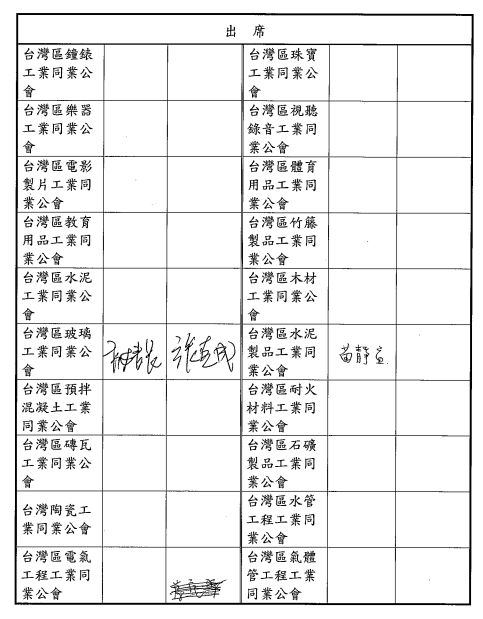 出 席
台灣區鐘錶
工業同業公
會
台灣區珠寶
工業同業公
會
台灣區樂器
工業同業公
會
台灣區視聽
錄音工業同
業公會
台灣區電影
製片工業同
業公會
台灣區體育
用品工業同
業公會
台灣區教育
用品工業同
業公會
台灣區竹藤
製品工業同
業公會
台灣區水泥
工業同業公
會
台灣區木材
工業同業公
會
台灣區玻璃
工業同業公
會
台灣區水泥
製品工業同
業公會
苗靜宜
台灣區預拌
混凝土工業
同業公會
台灣區耐火
材料工業同
業公會
台灣區磚瓦
工業同業公
會
台灣區石礦
製品工業同
業公會
台灣陶瓷工
業同業公會
台灣區水管
工程工業同
業公會
台灣區電氣
工程工業同
業公會
台灣區氣體
管工程工業
同業公會